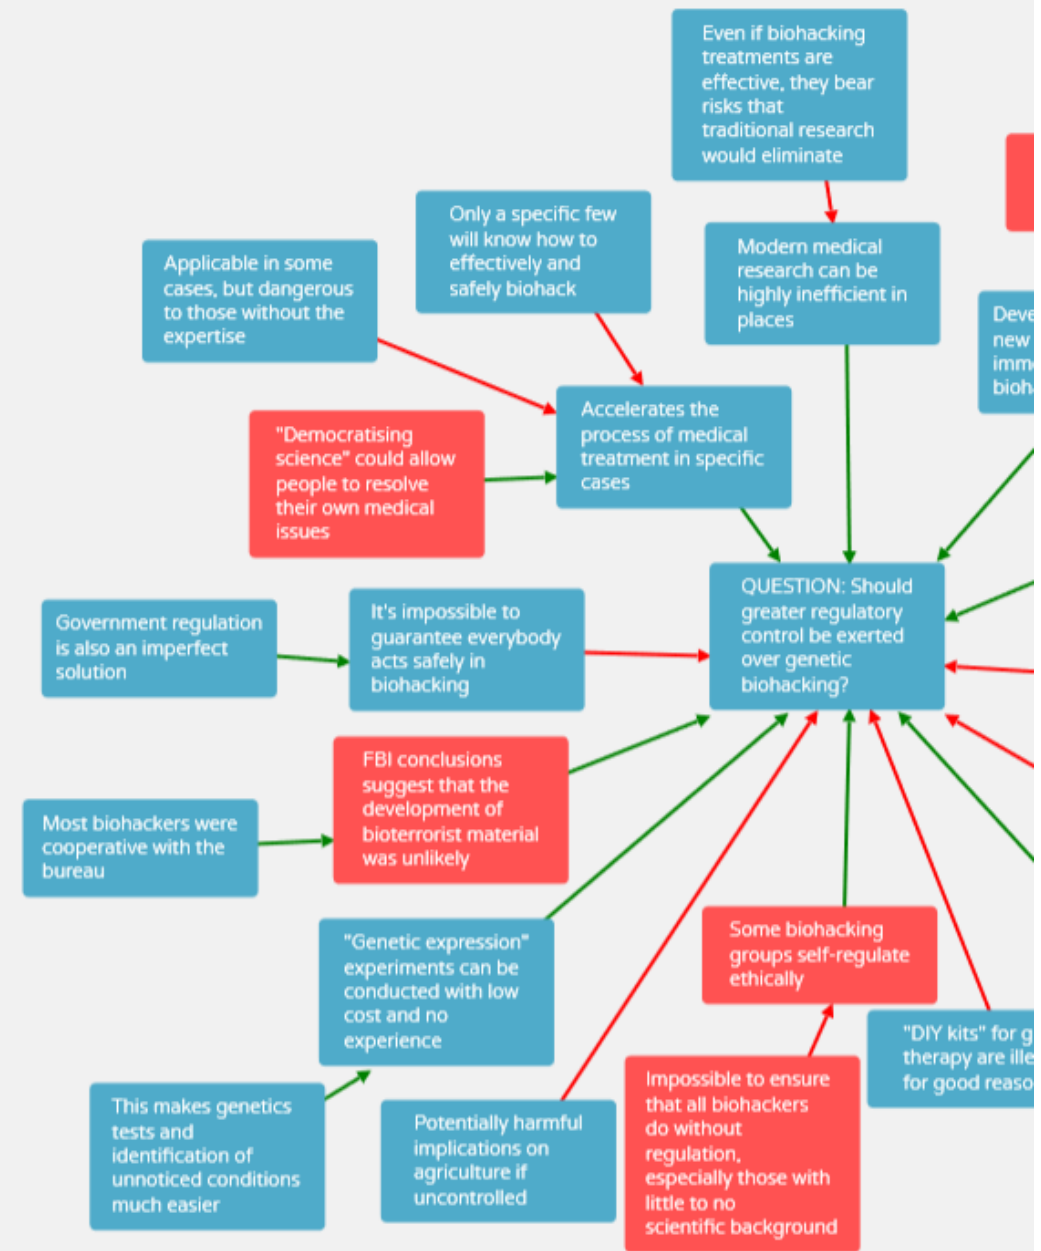 Even if biohacking
treatments are
effective, they bear
risks that
traditional research
would eliminate
Only a specific few
will know how to
effectively and
safely biohack
Modern medical
research can be
highly inefficient in
places
Applicable in some
cases, but dangerous
to those without the
expertise
new
Accelerates the
process of medical
treatment in specific
cases
"Democratising
science" could allow
people to resolve
their own medical
issues
QUESTION: Should
greater regulatory
control be exerted
over genetic
biohacking?
It's impossible to
guarantee everybody
acts safely in
biohacking
Government regulation
is also an imperfect
solution
FBI conclusions
suggest that the
development of
bioterrorist material
was unlikely
Most biohackers were
cooperative with the
bureau
"Genetic expression"
experiments can be
conducted with low
cost and no
experience
Some biohacking
groups self-regulate
ethically
"DIY kits" for
therapy are
for good
This makes genetics
tests and
identification of
unnoticed conditions
much easier
Potentially harmful
implications on
agriculture if
uncontrolled
Impossible to ensure
that all biohackers
do without
regulation,
especially those with
little to no
scientific background